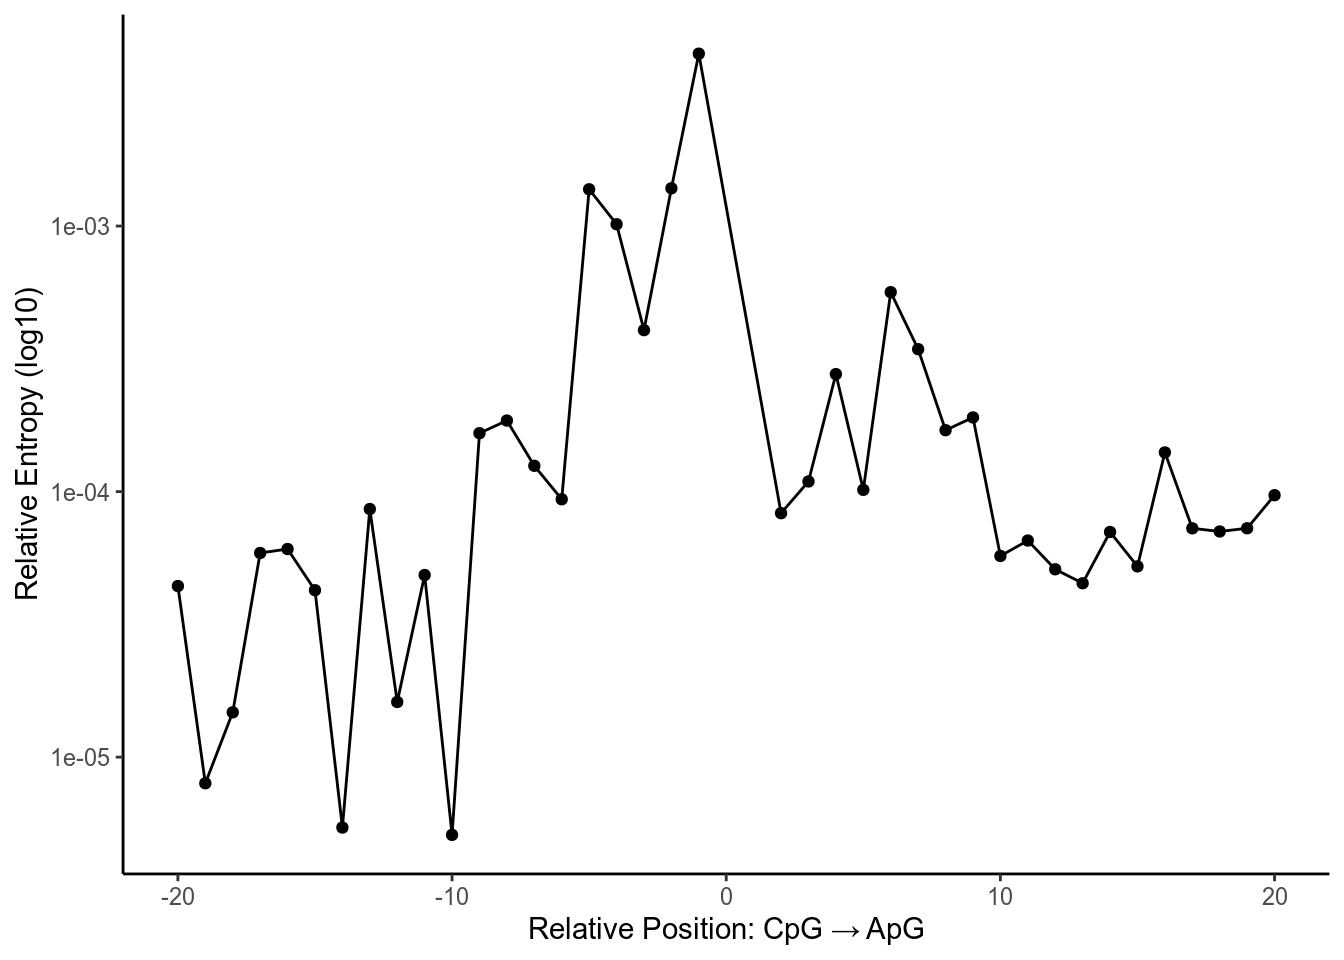 Relative Entropy (log10)
1e-03
1e-04
1e-05
-20
-10
0
10
20
Relative Position: CpG → ApG